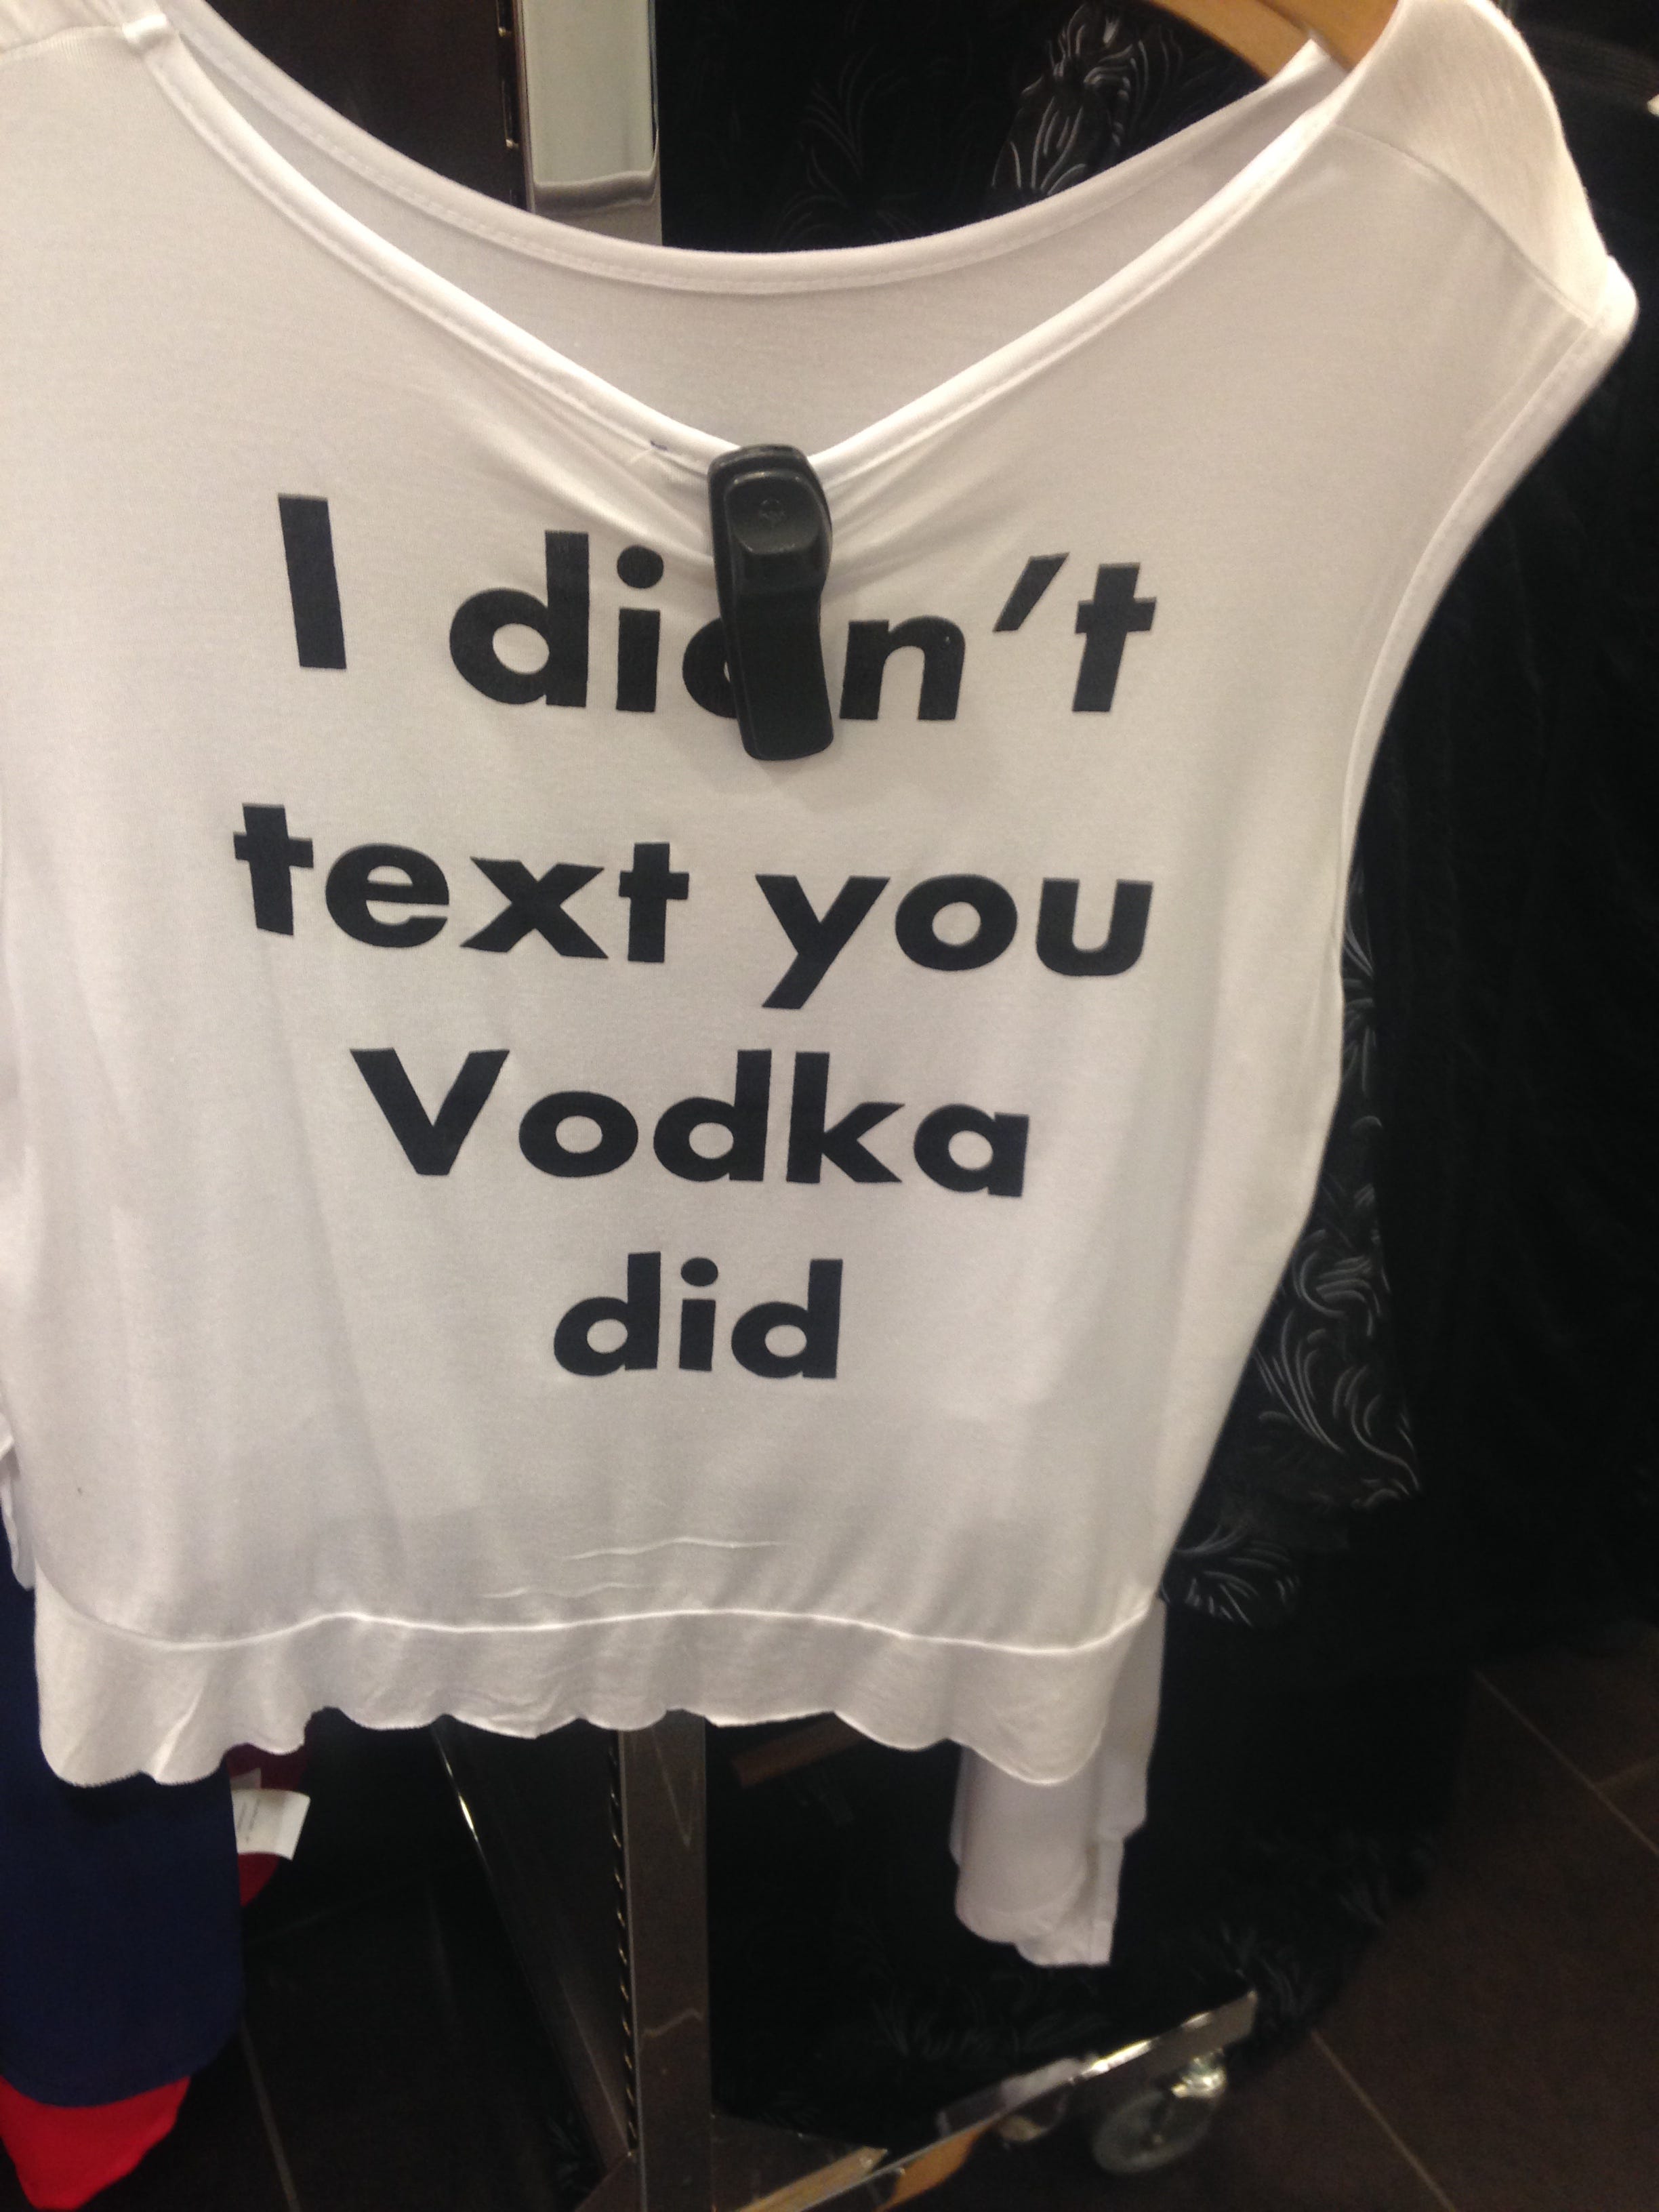 I didn't
text you
Vodka
did